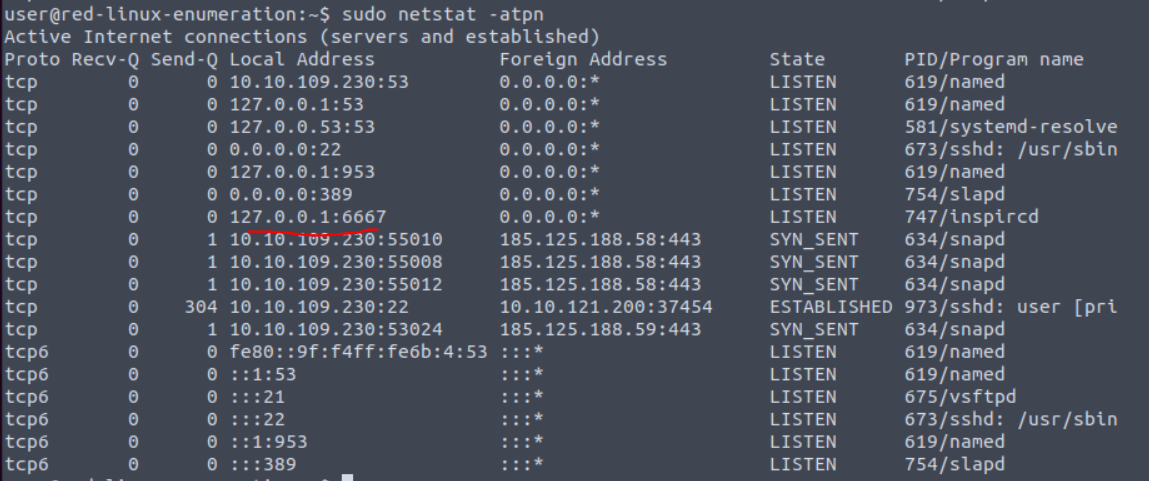 user@red-linux-enumeration:~$ sudo netstat -atpn
Active Internet connections (servers and established)
Proto Recv-Q Send-Q Local Address Foreign Address State PID/Program name
tcp 0 0 10.10.109.230:53 0.0.0.0:* LISTEN 619/named
tcp 0 0 127.0.0.1:53 0.0.0.0:* LISTEN 619/named
tcp 0 0 127.0.0.53:53 0.0.0.0:* LISTEN 581/systemd-resolve
tcp 0 0 0.0.0.0:22 0.0.0.0:* LISTEN 673/sshd: /usr/sbin
tcp 0 0 127.0.0.1:953 0.0.0.0:* LISTEN 619/named
tcp 0 0 0.0.0.0:389 0.0.0.0:* LISTEN 754/slapd
tcp 0 0 127.0.0.1:6667 0.0.0.0:* LISTEN 747/inspircd
tcp 0 1 10.10.109.230:55010 185.125.188.58:443 SYN_SENT 634/snapd
tcp 0 1 10.10.109.230:55008 185.125.188.58:443 SYN_SENT 634/snapd
tcp 0 1 10.10.109.230:55012 185.125.188.58:443 SYN_SENT 634/snapd
tcp 0 304 10.10.109.230:22 10.10.121.200:37454 ESTABLISHED 973/sshd: user [pri
tcp 0 1 10.10.109.230:53024 185.125.188.59:443 SYN_SENT 634/snapd
tcp6 0 0 fe80::9f:f4ff:fe6b:4:53 :::* LISTEN 619/named
tcp6 0 0 ::1:53 :::* LISTEN 619/named
tcp6 0 0 :::21 :::* LISTEN 675/vsftpd
tcp6 0 0 :::22 :::* LISTEN 673/sshd: /usr/sbin
tcp6 0 0 ::1:953 :::* LISTEN 619/named
tcp6 0 0 :::389 :::* LISTEN 754/slapd